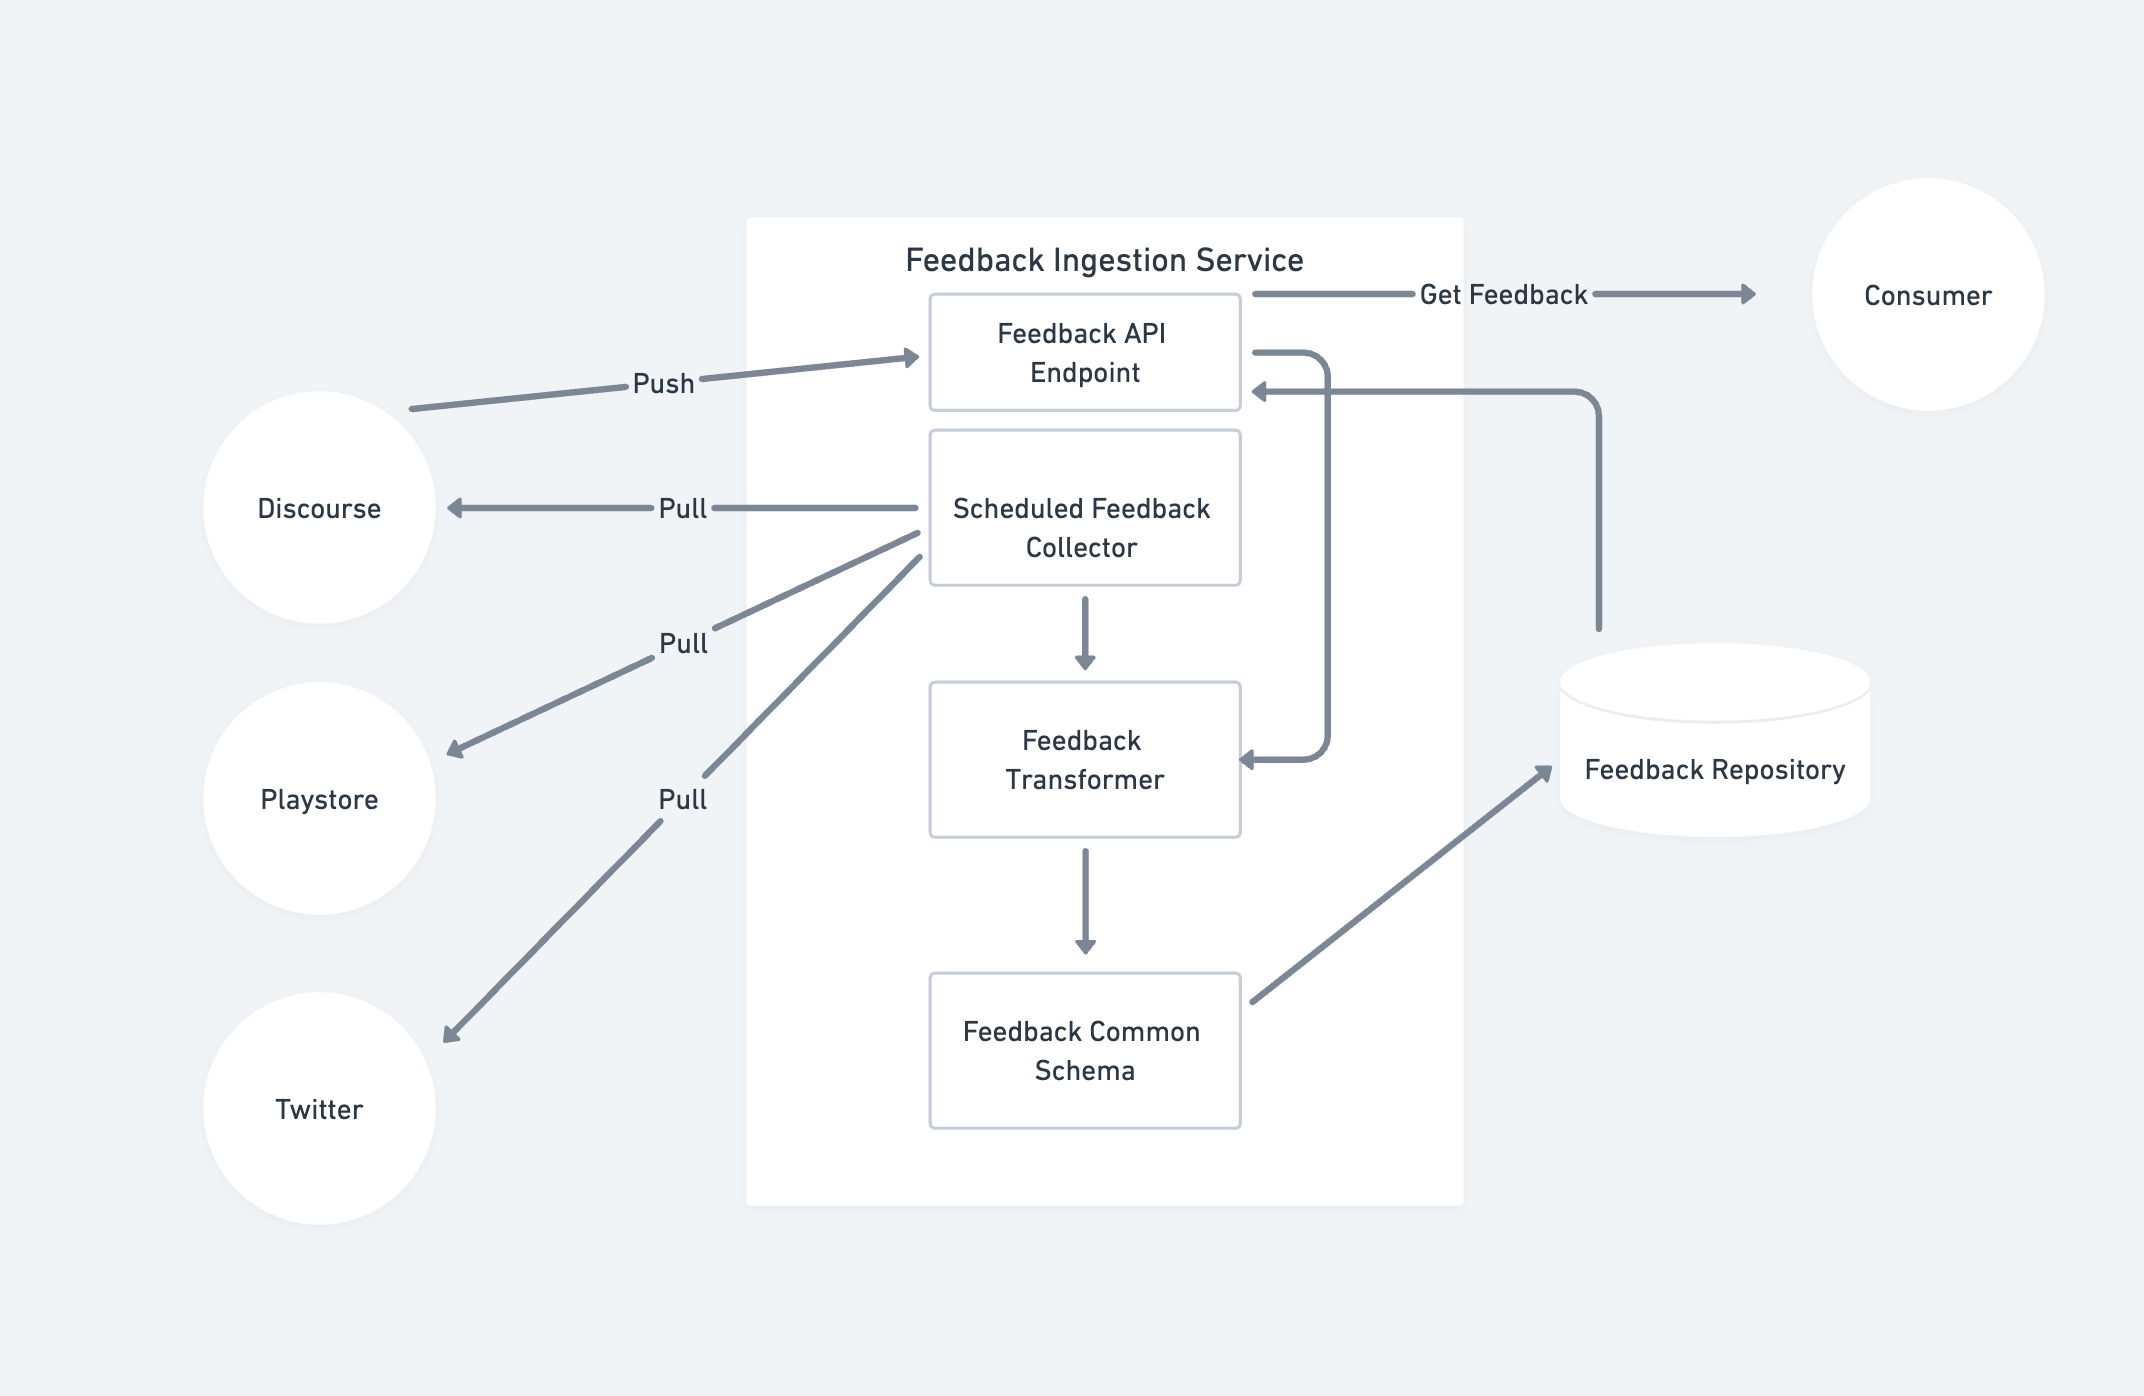 Feedback Ingestion Service
Feedback API
Endpoint
Get Feedback
Consumer
Push
Discourse
Pull
Scheduled Feedback
Collector
Pull
Playstore
Pull
Feedback
Transformer
Feedback Repository
Twitter
Feedback Common
Schema